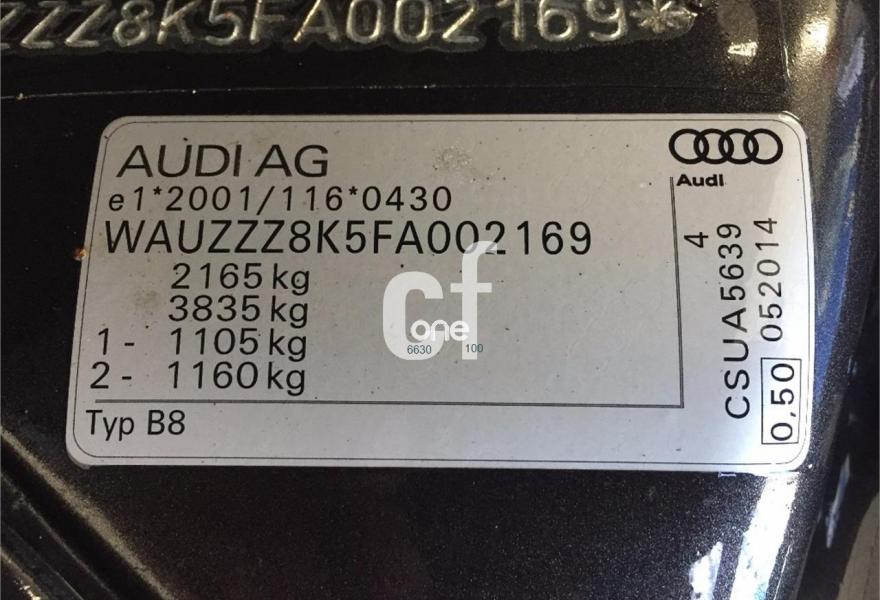 ZZZ8K5FA002169*
AUDI AG
Audi
e1*2001/116*0430
WAUZZZ8K5FA002169
2165 kg
3835 kg
1 - 1105 kg
2 - 1160 kg
Typ B8
4
CSUA5639
052014
0,50
cf
one
6630 100